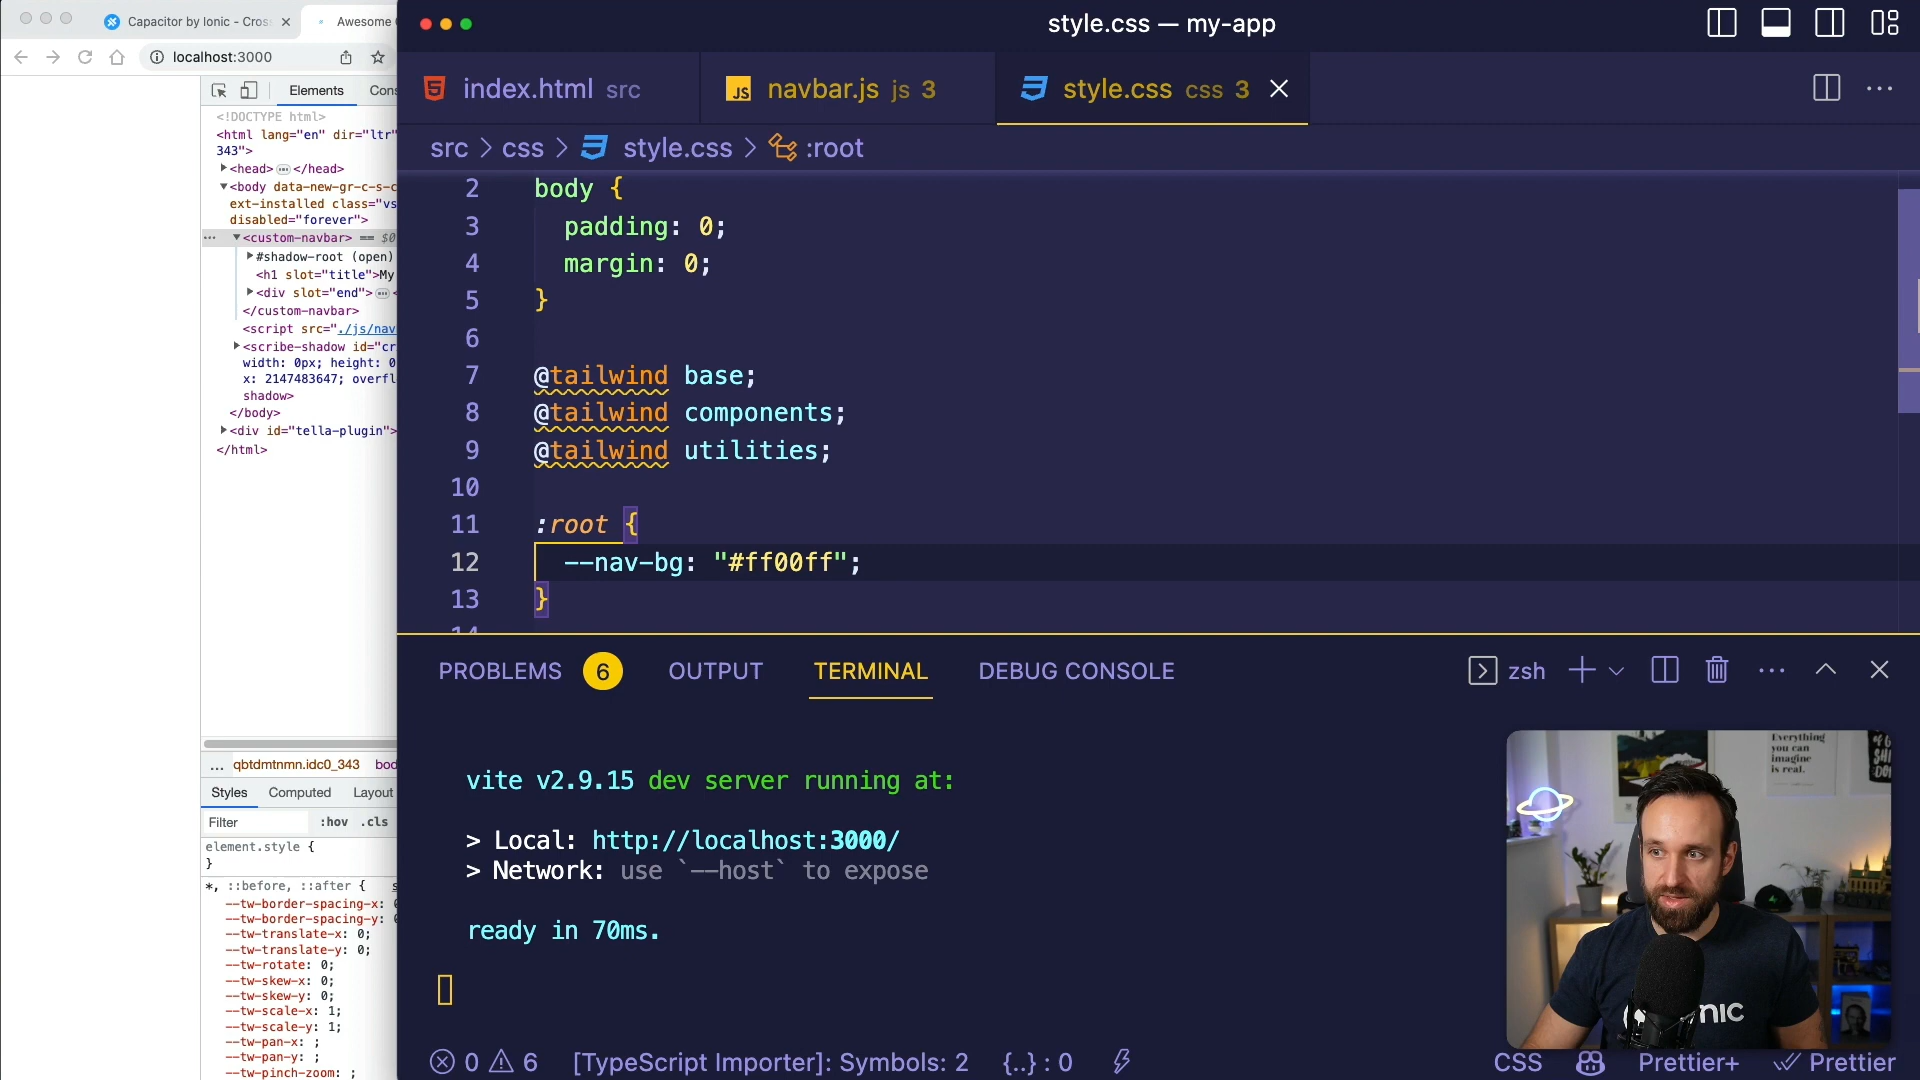 Capacitor by Ionic - Cros
Awesome
localhost:3000
Elements
Cons
<!DOCTYPE html>
<html lang="en" dir="ltr"
343">
<head> … </head>
<body data-new-gr-c-s-c
ext-installed class="vs
disabled="forever">
… <custom-navbar> == $0
#shadow-root (open)
<h1 slot="title">My
<div slot="end"> …
</custom-navbar>
<script src="./js/nav
<scribe-shadow id="cr
width: 0px; height: 0
x: 2147483647; overfl
shadow>
</body>
<div id="tella-plugin">
</html>
… qbtdmtnmn.idc0_343 bod
Styles Computed Layout
Filter :hov .cls
element.style {
}
*, ::before, ::after {
--tw-border-spacing-x: 0
--tw-border-spacing-y: 0
--tw-translate-x: 0;
--tw-translate-y: 0;
--tw-rotate: 0;
--tw-skew-x: 0;
--tw-skew-y: 0;
--tw-scale-x: 1;
--tw-scale-y: 1;
--tw-pan-x: ;
--tw-pan-y: ;
--tw-pinch-zoom: ;
style.css — my-app
index.html src
JS navbar.js js 3
style.css css 3
src > css > style.css > :root
2 body {
3 padding: 0;
4 margin: 0;
5 }
6
7 @tailwind base;
8 @tailwind components;
9 @tailwind utilities;
10
11 :root {
12 --nav-bg: "#ff00ff";
13 }
14
PROBLEMS 6 OUTPUT TERMINAL DEBUG CONSOLE
zsh
vite v2.9.15 dev server running at:
> Local: http://localhost:3000/
> Network: use `--host` to expose
ready in 70ms.
Everything
you can
imagine
is real.
nic
0 6 [TypeScript Importer]: Symbols: 2 {..} : 0
CSS Prettier+ Prettier